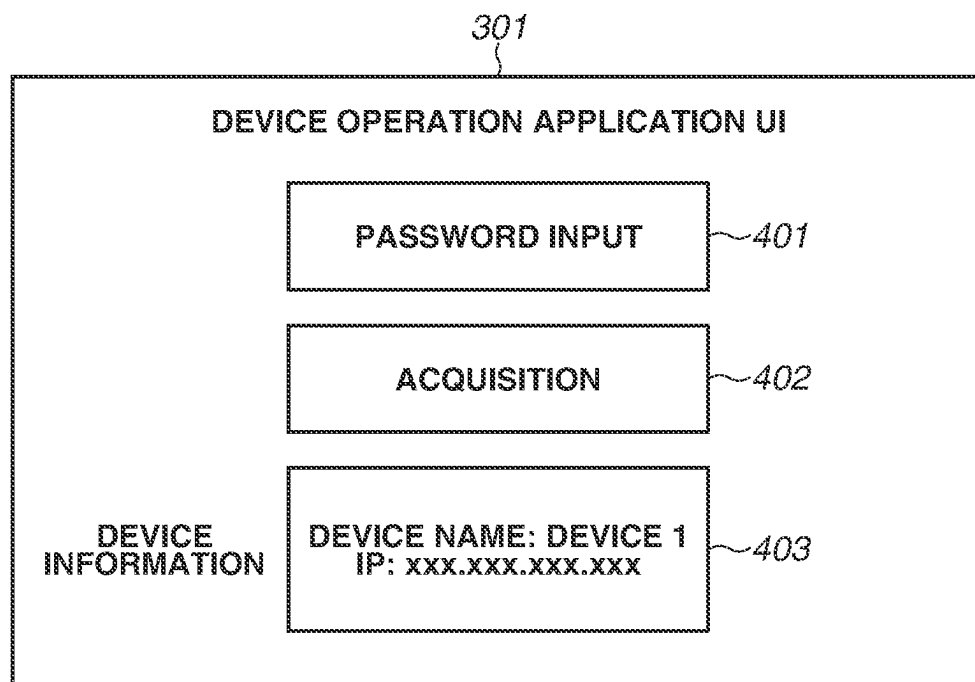 301
DEVICE OPERATION APPLICATION UI
PASSWORD INPUT
401
ACQUISITION
402
DEVICE
INFORMATION
DEVICE NAME: DEVICE 1
IP: xxx.xxx.xxx.xxx
403